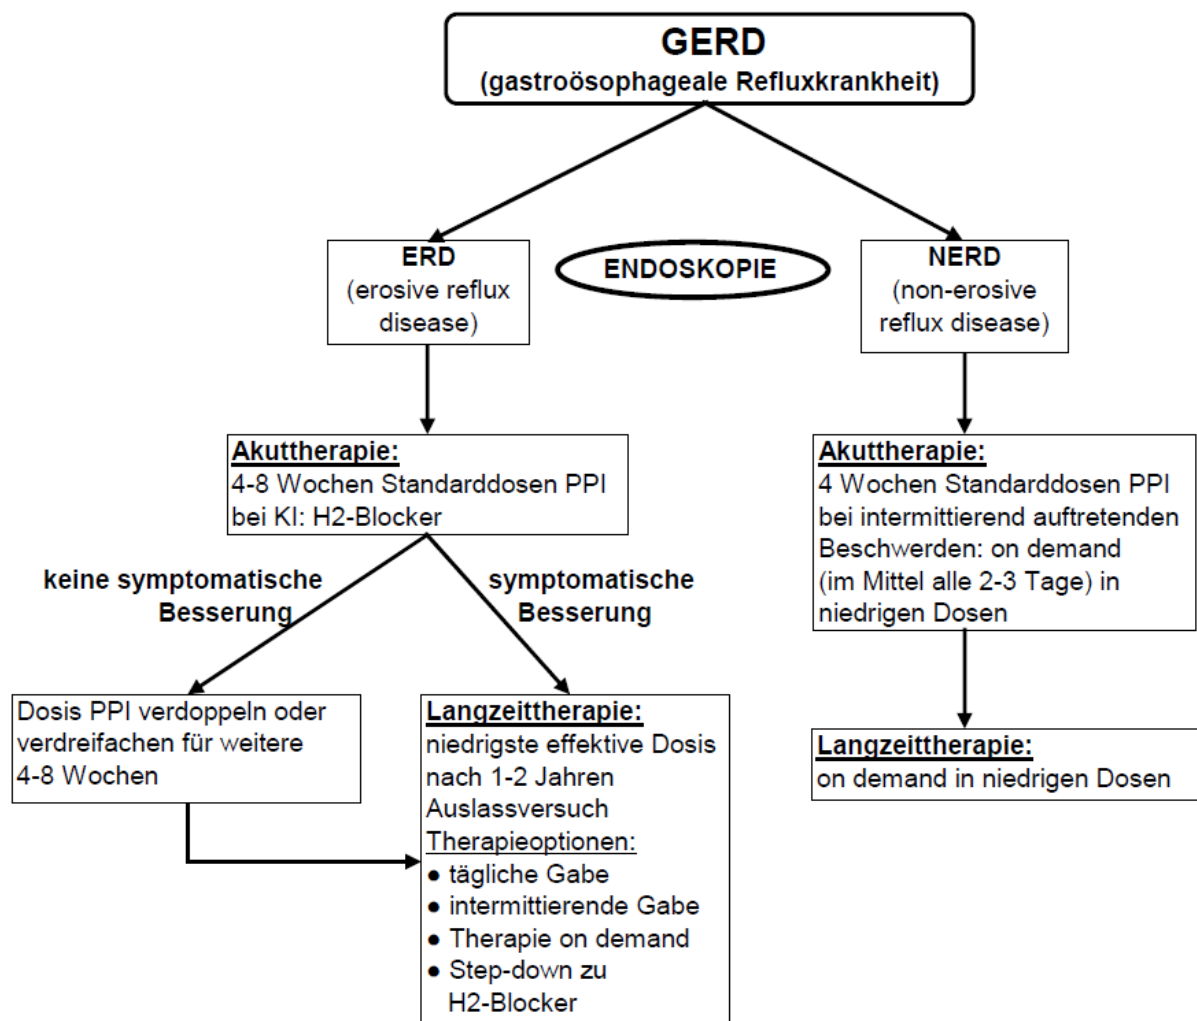 GERD
(gastroösophageale Refluxkrankheit)
ERD
(erosive reflux
disease)
ENDOSKOPIE
NERD
(non-erosive
reflux disease)
Akuttherapie:
4-8 Wochen Standarddosen PPI
bei KI: H2-Blocker
Akuttherapie:
4 Wochen Standarddosen PPI
bei intermittierend auftretenden
Beschwerden: on demand
(im Mittel alle 2-3 Tage) in
niedrigen Dosen
keine symptomatische
Besserung
symptomatische
Besserung
Dosis PPI verdoppeln oder
verdreifachen für weitere
4-8 Wochen
Langzeittherapie:
niedrigste effektive Dosis
nach 1-2 Jahren
Auslassversuch
Therapieoptionen:
● tägliche Gabe
● intermittierende Gabe
● Therapie on demand
● Step-down zu
H2-Blocker
Langzeittherapie:
on demand in niedrigen Dosen